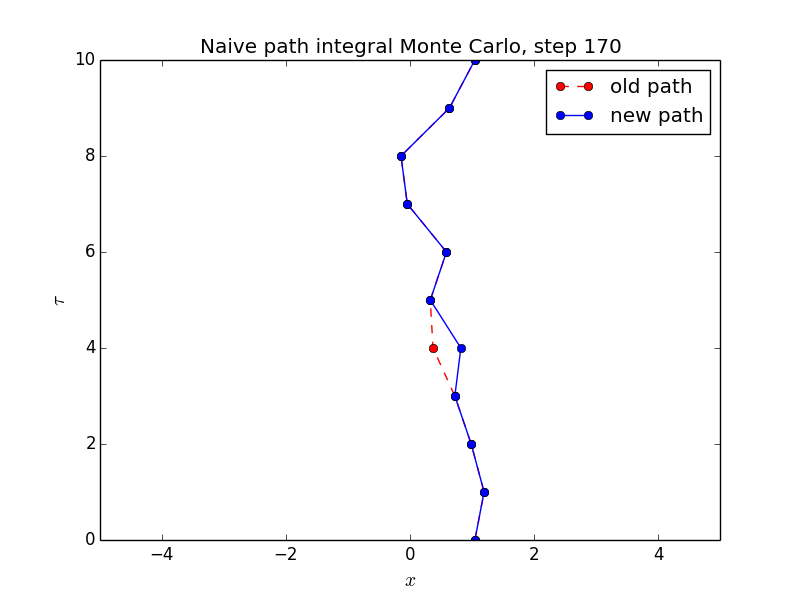 Naive path integral Monte Carlo, step 170
10
old path
new path
8
6
τ
4
2
0
−4
−2
0
2
4
x